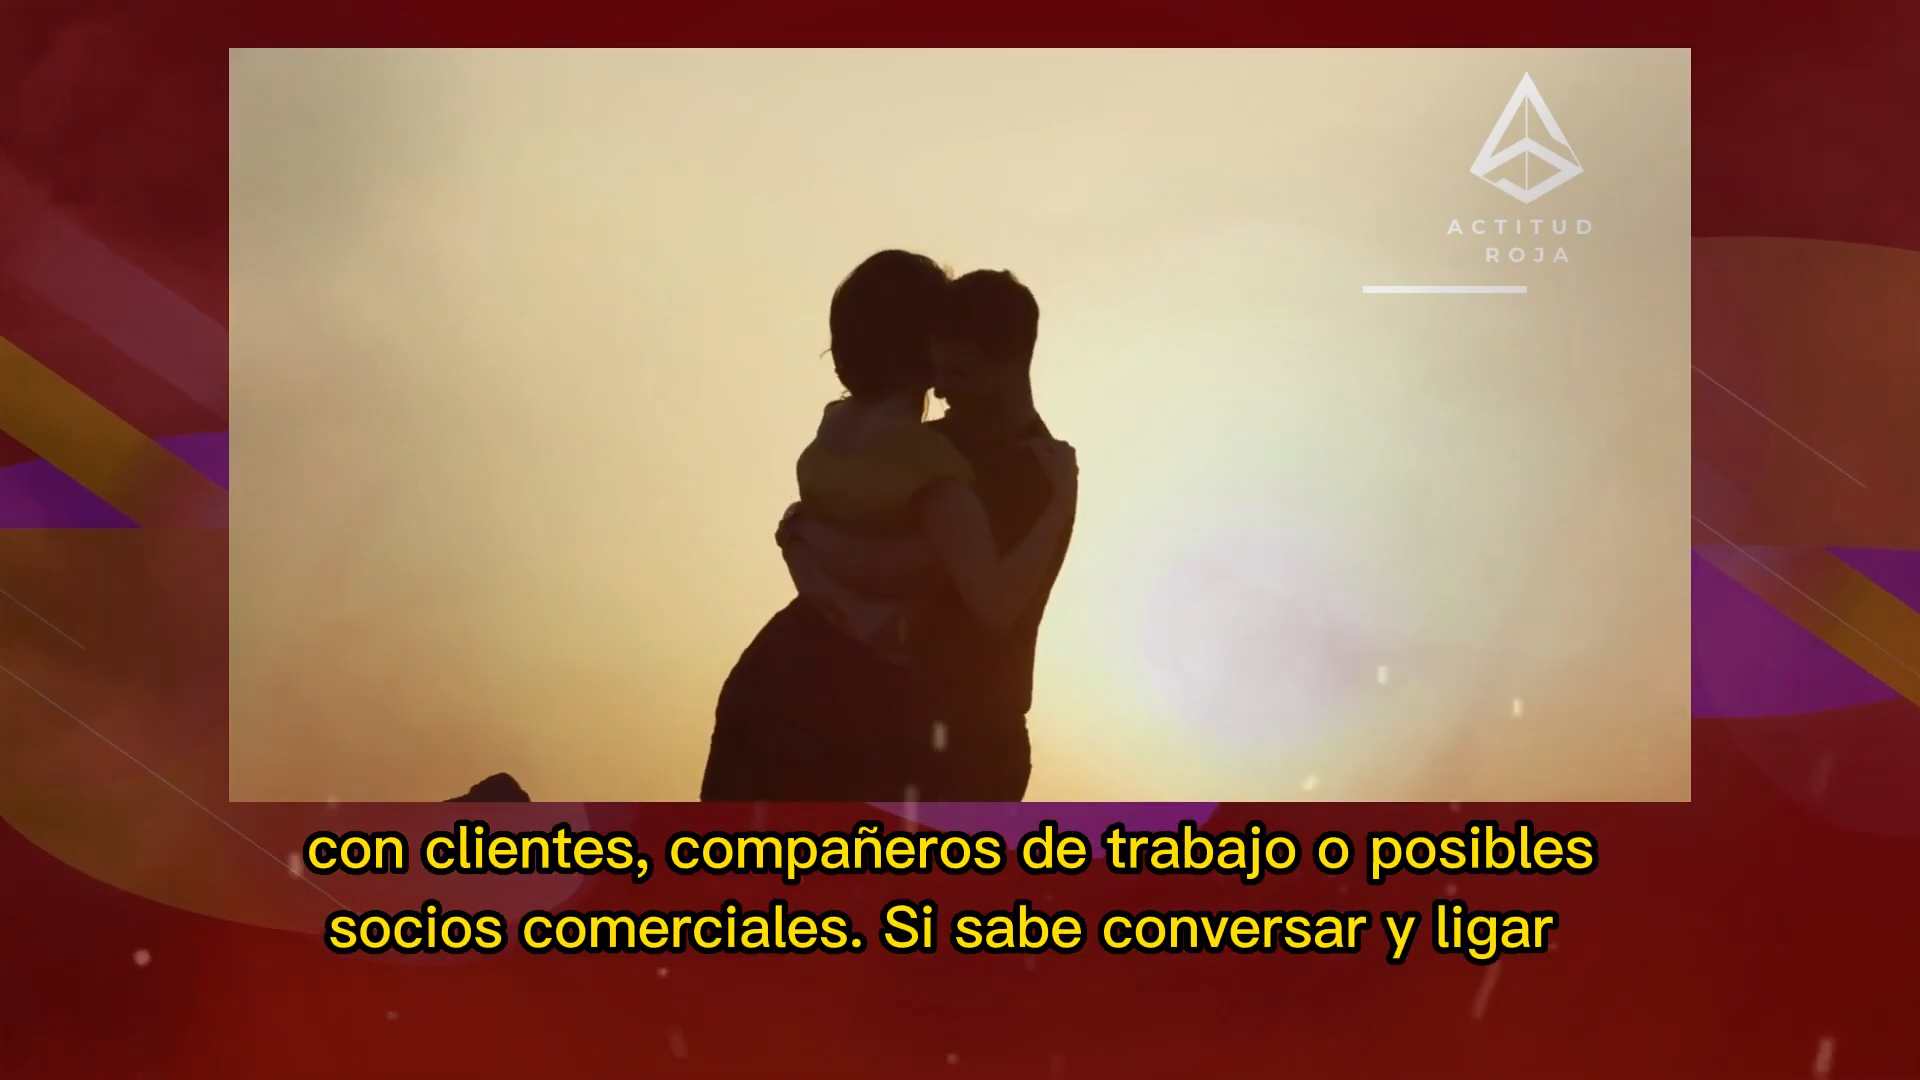 ACTITUD
ROJA
con clientes, compañeros de trabajo o posibles
socios comerciales. Si sabe conversar y ligar